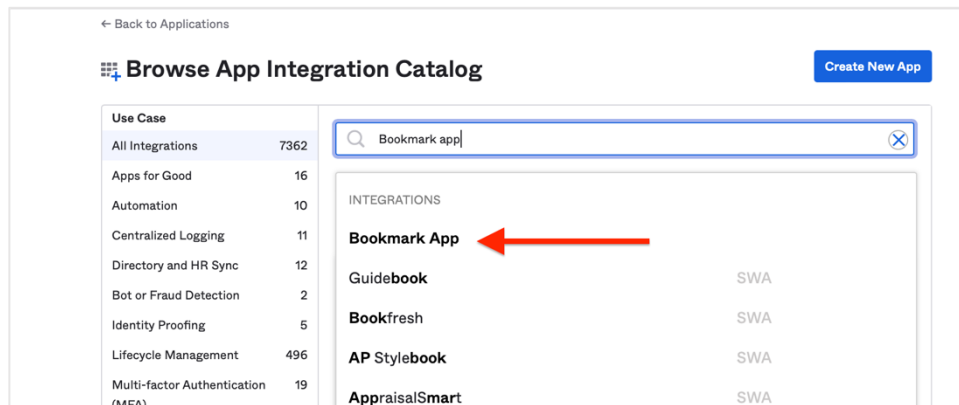 ← Back to Applications
Browse App Integration Catalog
Create New App
Use Case
All Integrations 7362
Apps for Good 16
Automation 10
Centralized Logging 11
Directory and HR Sync 12
Bot or Fraud Detection 2
Identity Proofing 5
Lifecycle Management 496
Multi-factor Authentication 19
(MFA)
Bookmark app
INTEGRATIONS
Bookmark App
Guidebook SWA
Bookfresh SWA
AP Stylebook SWA
AppraisalSmart SWA